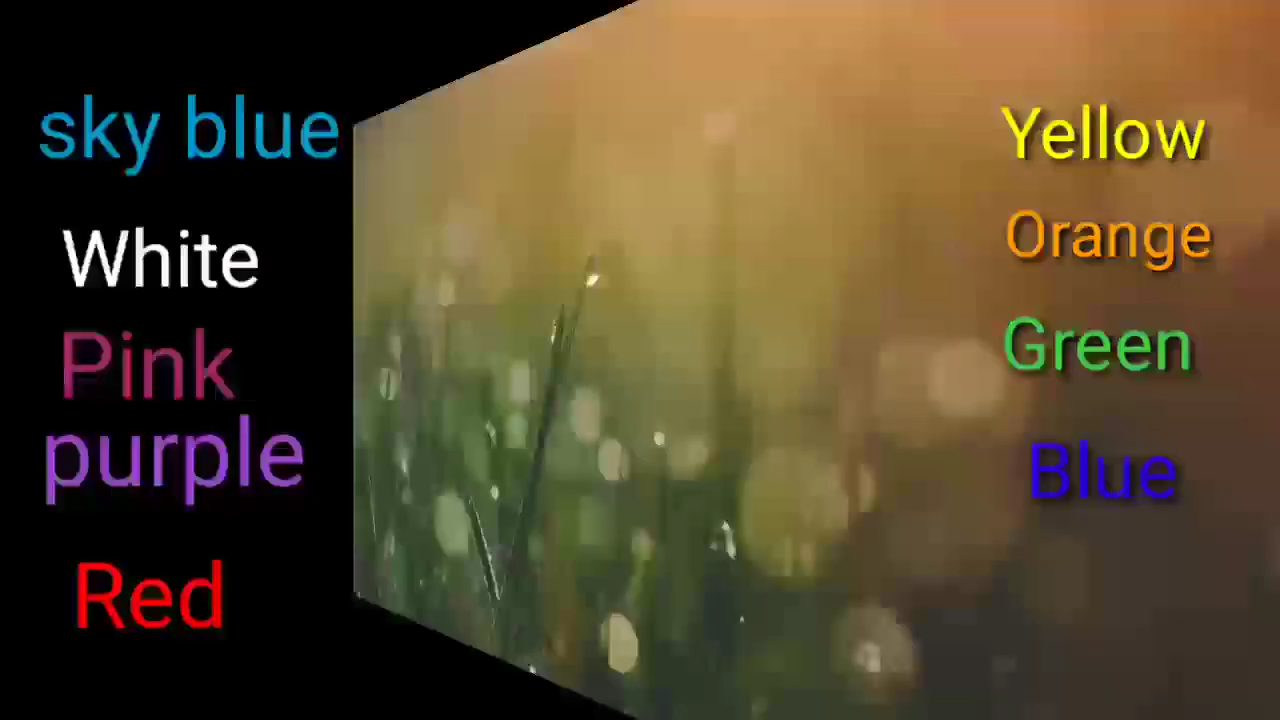 sky blue
White
Pink
purple
Red
Yellow
Orange
Green
Blue